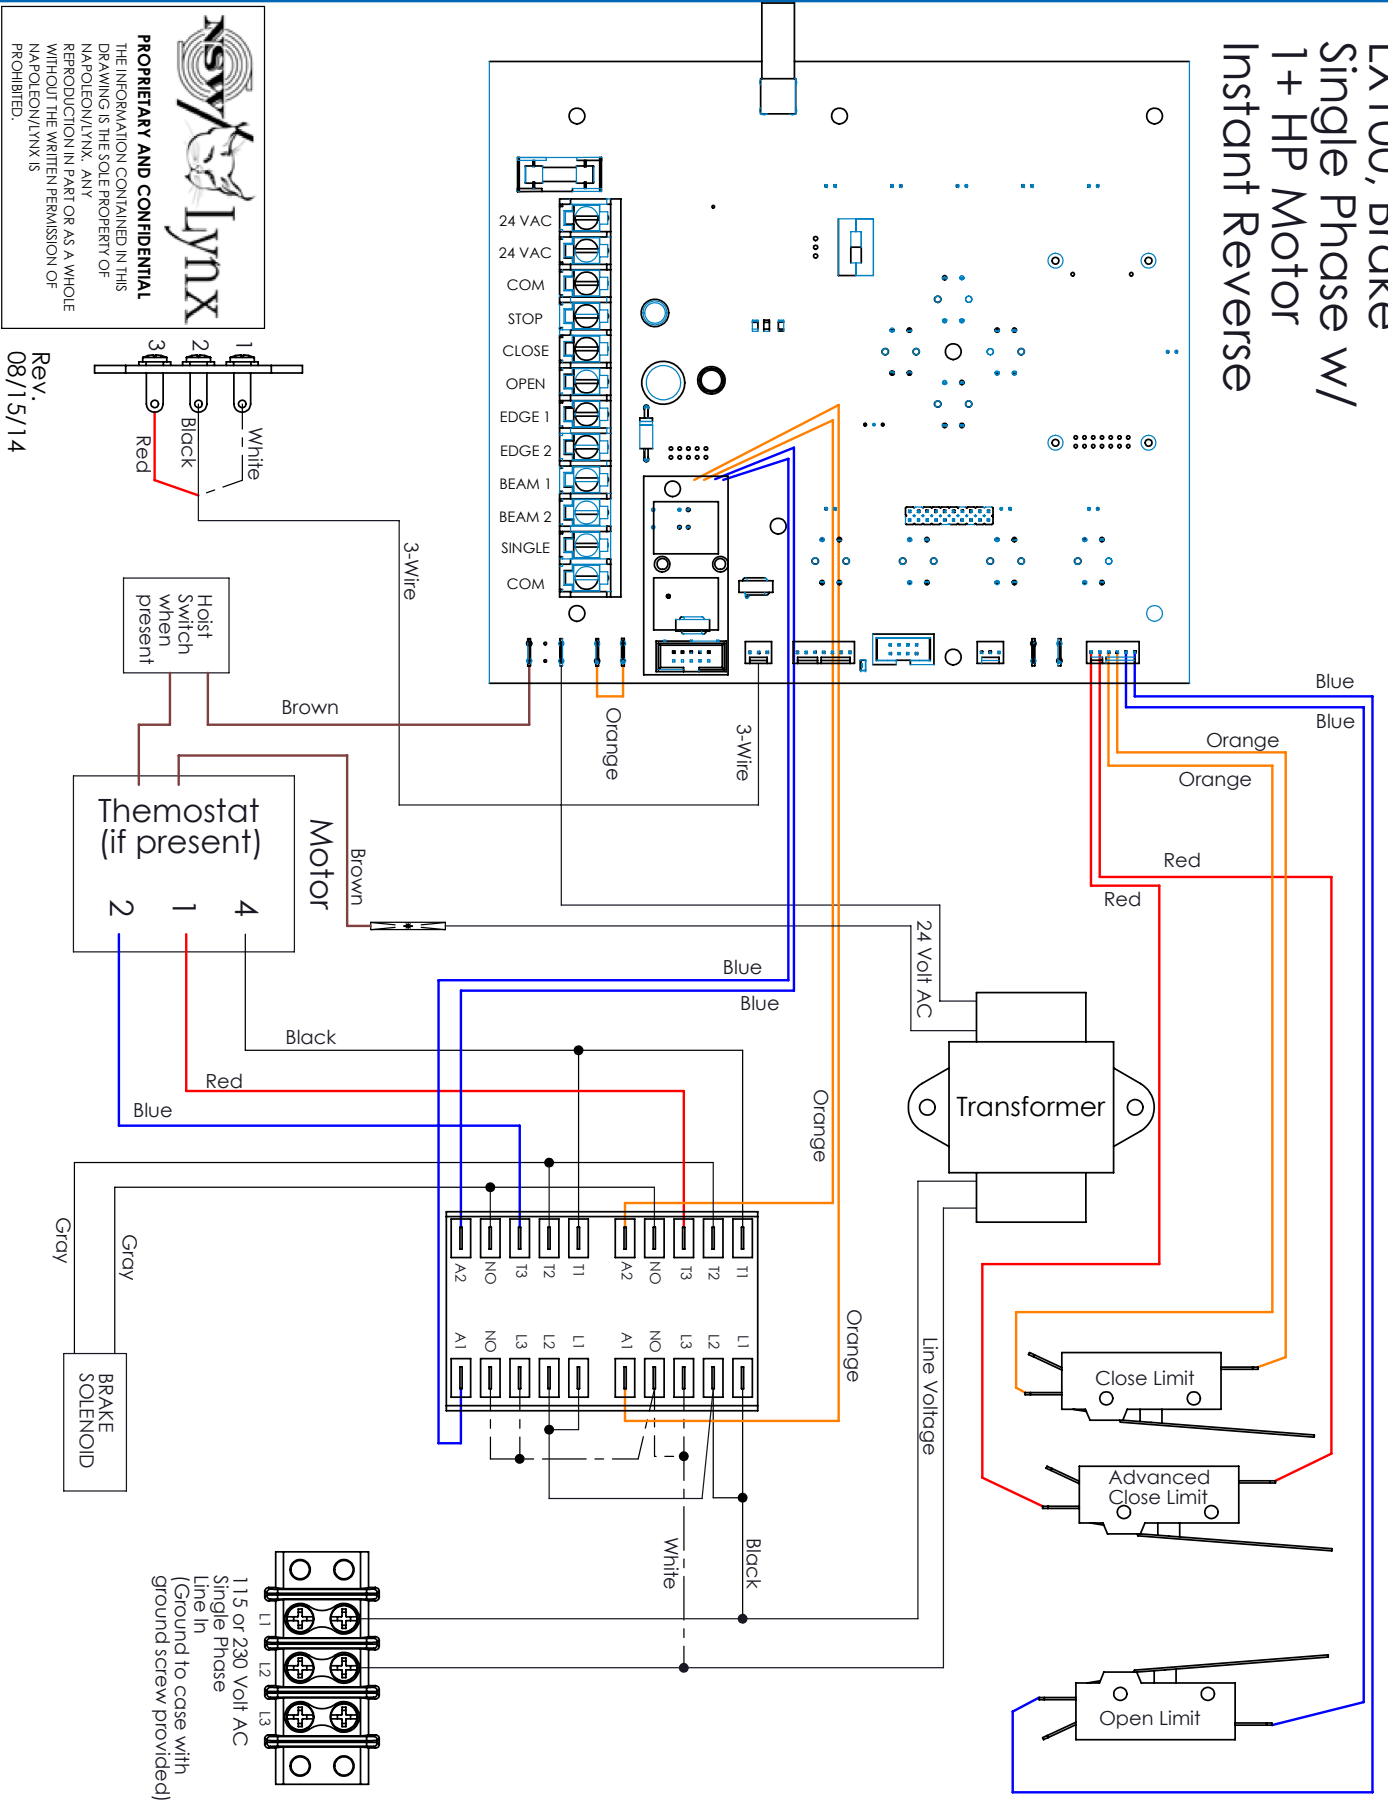 LX100, Brake
Single Phase w/
1+ HP Motor
Instant Reverse
NSW Lynx
PROPRIETARY AND CONFIDENTIAL
THE INFORMATION CONTAINED IN THIS
DRAWING IS THE SOLE PROPERTY OF
NAPOLEON/LYNX. ANY
REPRODUCTION IN PART OR AS A WHOLE
WITHOUT THE WRITTEN PERMISSION OF
NAPOLEON/LYNX IS
PROHIBITED.
Rev.
08/15/14
24 VAC
24 VAC
COM
STOP
CLOSE
OPEN
EDGE 1
EDGE 2
BEAM 1
BEAM 2
SINGLE
COM
1
2
3
White
Black
Red
3-Wire
Hoist
Switch
when
present
Brown
Orange
3-Wire
Blue
Blue
Orange
Orange
Red
Red
Themostat
(if present)
2
1
4
Motor
Brown
24 Volt AC
Blue
Blue
Black
Red
Blue
Orange
Transformer
Gray
Gray
A2
NO
T3
T2
T1
A2
NO
T3
T2
T1
A1
NO
L3
L2
L1
A1
NO
L3
L2
L1
Orange
Line Voltage
BRAKE
SOLENOID
Close Limit
Advanced
Close Limit
Open Limit
White
Black
L1
L2
L3
115 or 230 Volt AC
Single Phase
Line In
(Ground to case with
ground screw provided)